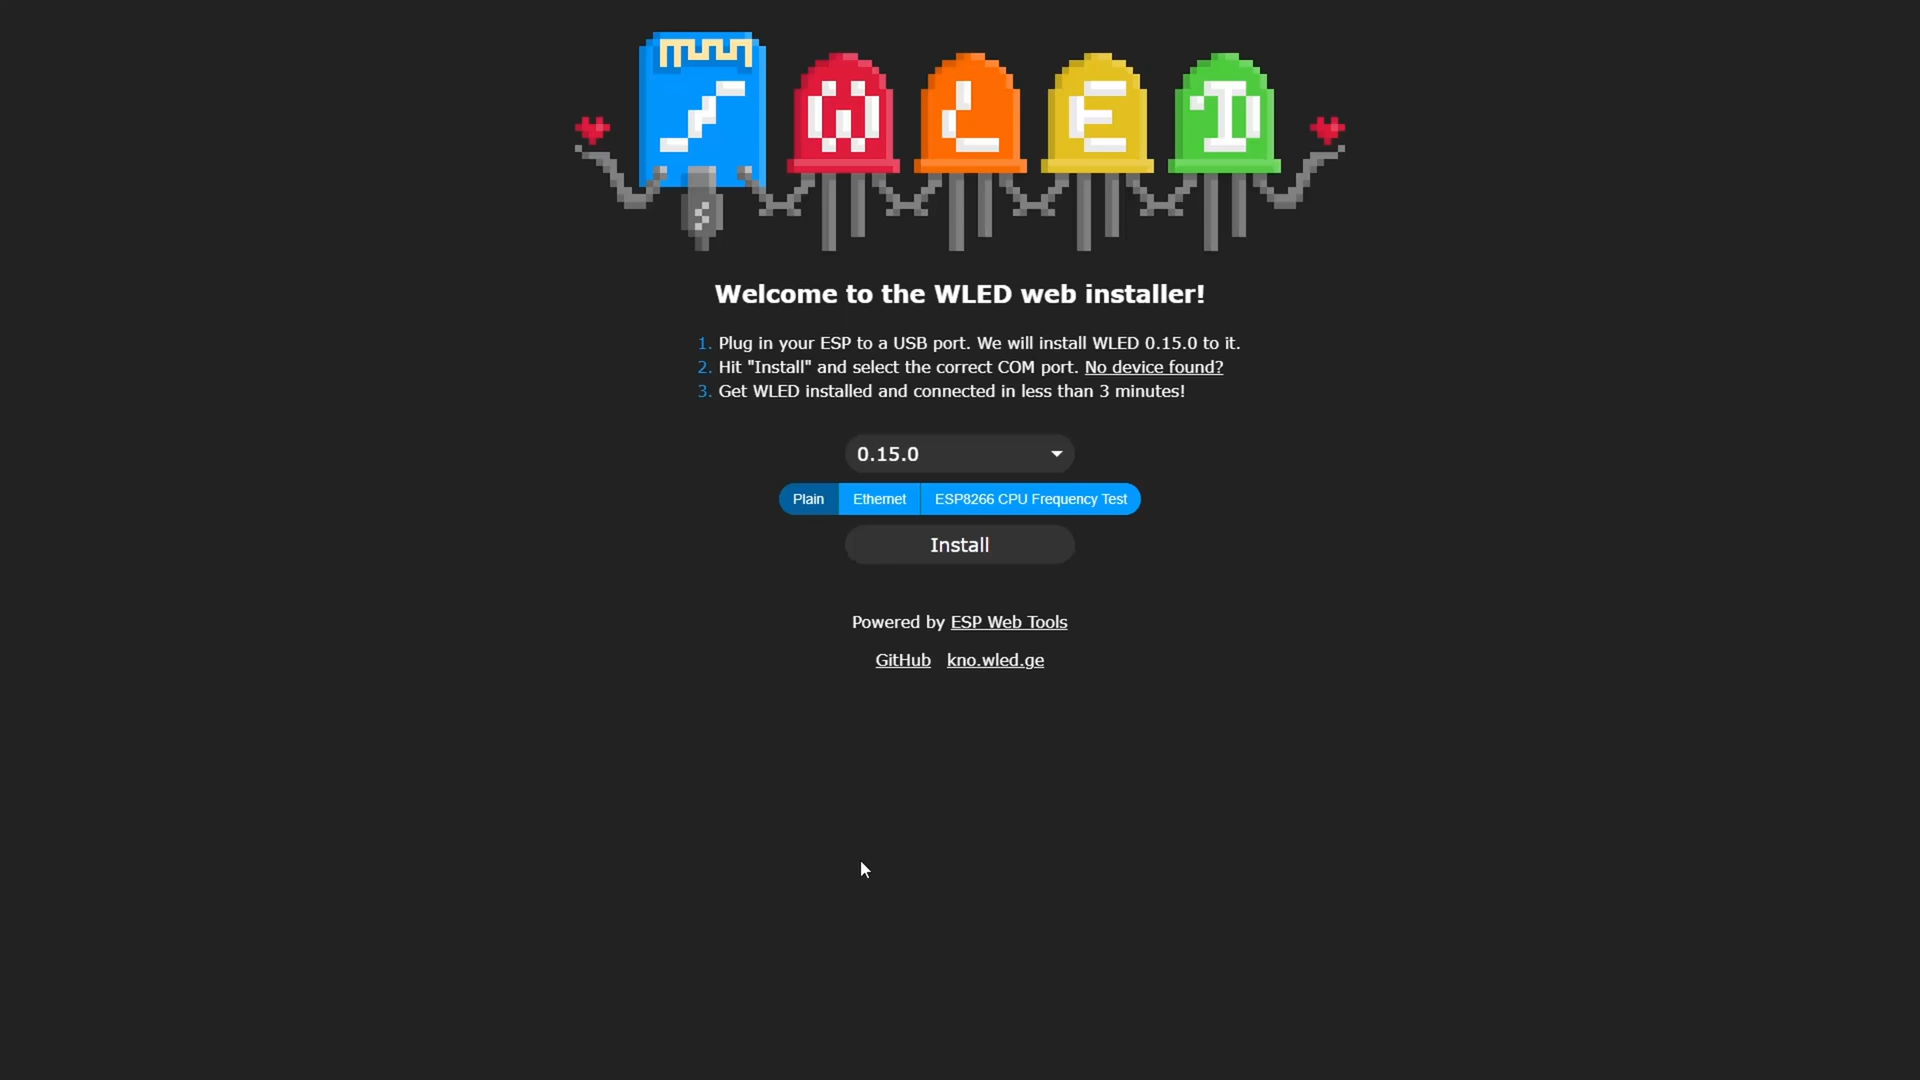 WLED
Welcome to the WLED web installer!
1. Plug in your ESP to a USB port. We will install WLED 0.15.0 to it.
2. Hit "Install" and select the correct COM port. No device found?
3. Get WLED installed and connected in less than 3 minutes!
0.15.0
Plain Ethernet ESP8266 CPU Frequency Test
Install
Powered by ESP Web Tools
GitHub kno.wled.ge